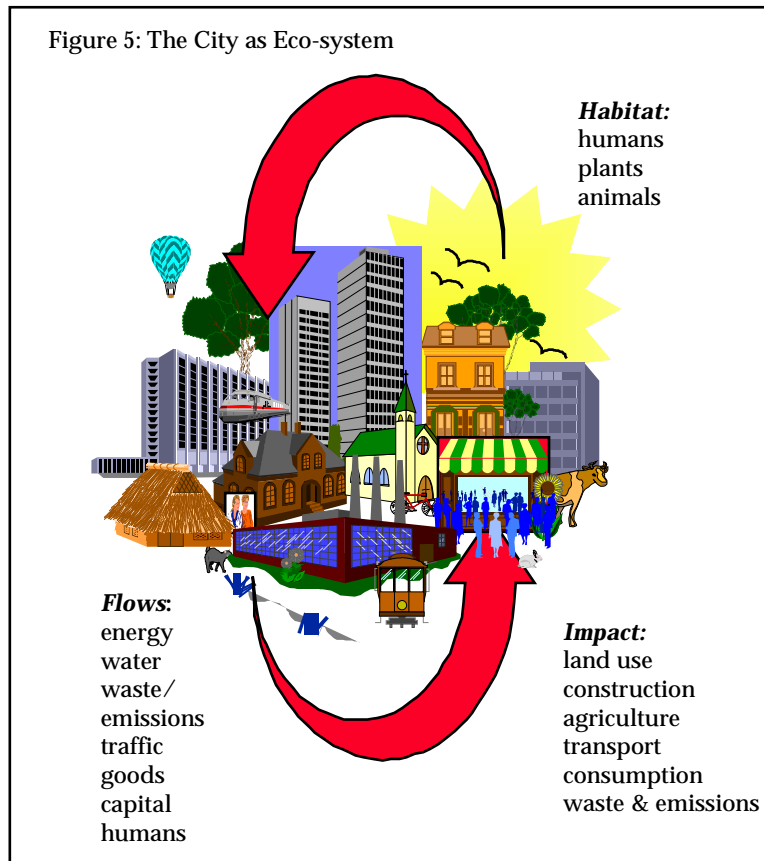 Figure 5: The City as Eco-system
Habitat:
humans
plants
animals
Flows:
energy
water
waste/
emissions
traffic
goods
capital
humans
Impact:
land use
construction
agriculture
transport
consumption
waste & emissions